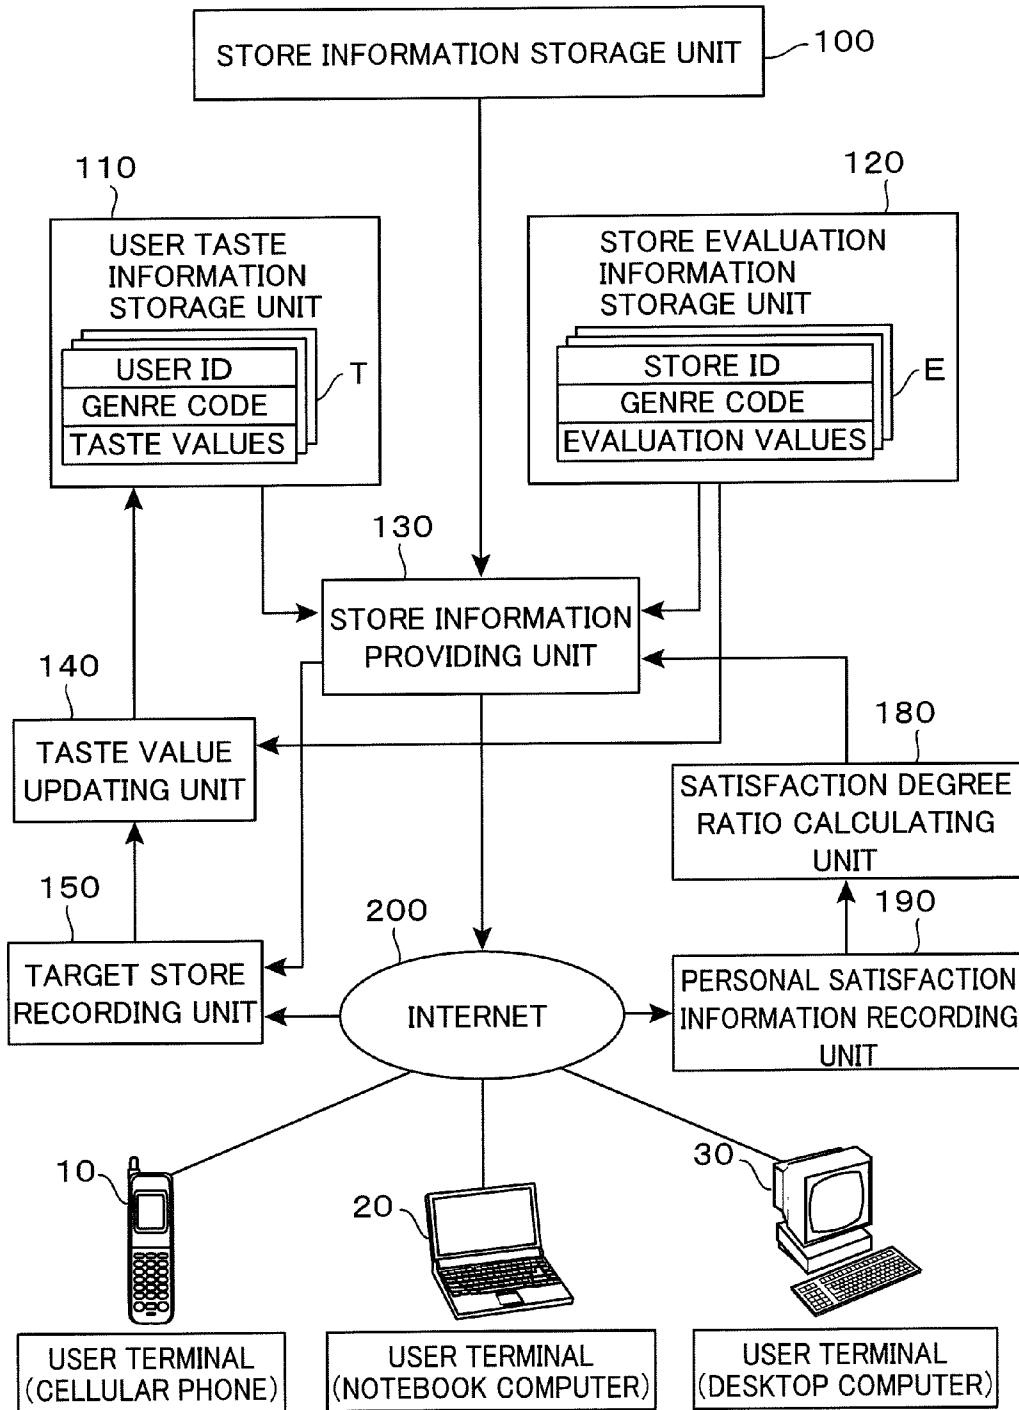 STORE INFORMATION STORAGE UNIT
100
110
USER TASTE
INFORMATION
STORAGE UNIT
USER ID
GENRE CODE
TASTE VALUES
T
120
STORE EVALUATION
INFORMATION
STORAGE UNIT
STORE ID
GENRE CODE
EVALUATION VALUES
E
130
STORE INFORMATION
PROVIDING UNIT
140
TASTE VALUE
UPDATING UNIT
180
SATISFACTION DEGREE
RATIO CALCULATING
UNIT
150
TARGET STORE
RECORDING UNIT
200
INTERNET
190
PERSONAL SATISFACTION
INFORMATION RECORDING
UNIT
10
20
30
USER TERMINAL
(CELLULAR PHONE)
USER TERMINAL
(NOTEBOOK COMPUTER)
USER TERMINAL
(DESKTOP COMPUTER)